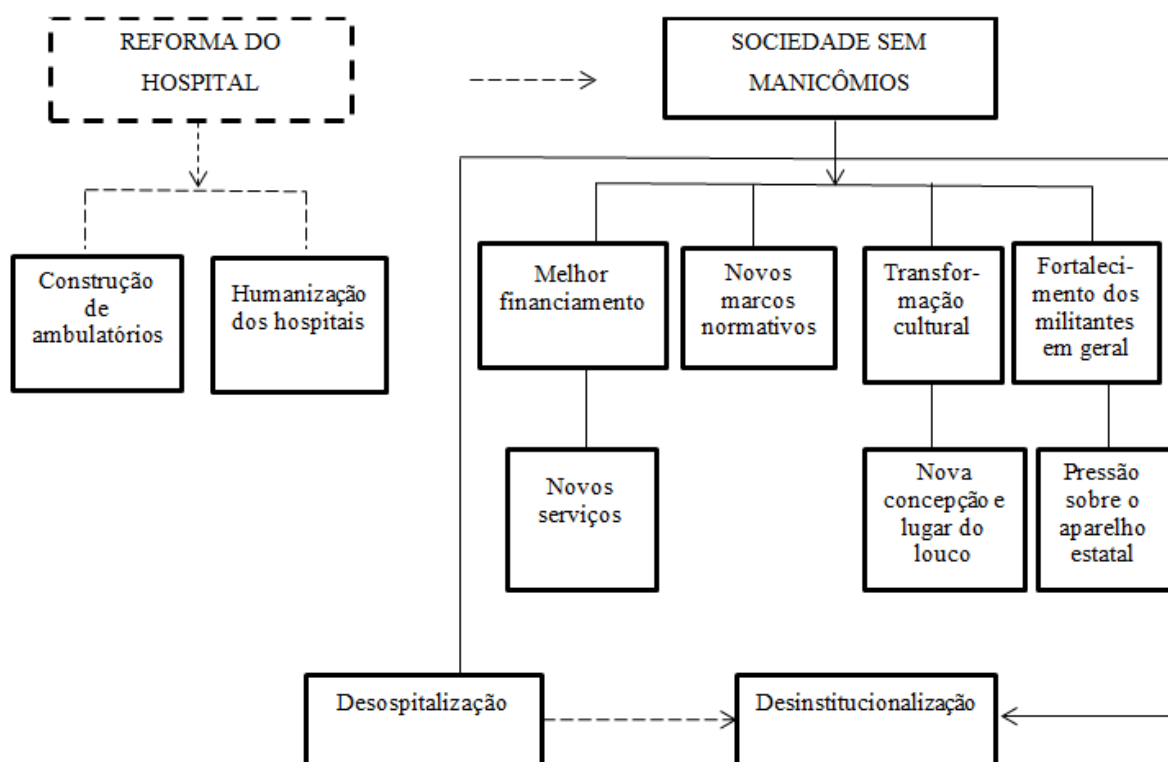 REFORMA DO
HOSPITAL
SOCIEDADE SEM
MANICÔMIOS
Construção
de
ambulatórios
Humanização
dos hospitais
Melhor
financiamento
Novos
marcos
normativos
Transfor-
mação
cultural
Fortaleci-
mento dos
militantes
em geral
Novos
serviços
Nova
concepção e
lugar do
louco
Pressão
sobre o
aparelho
estatal
Desospitalização
Desinstitucionalização